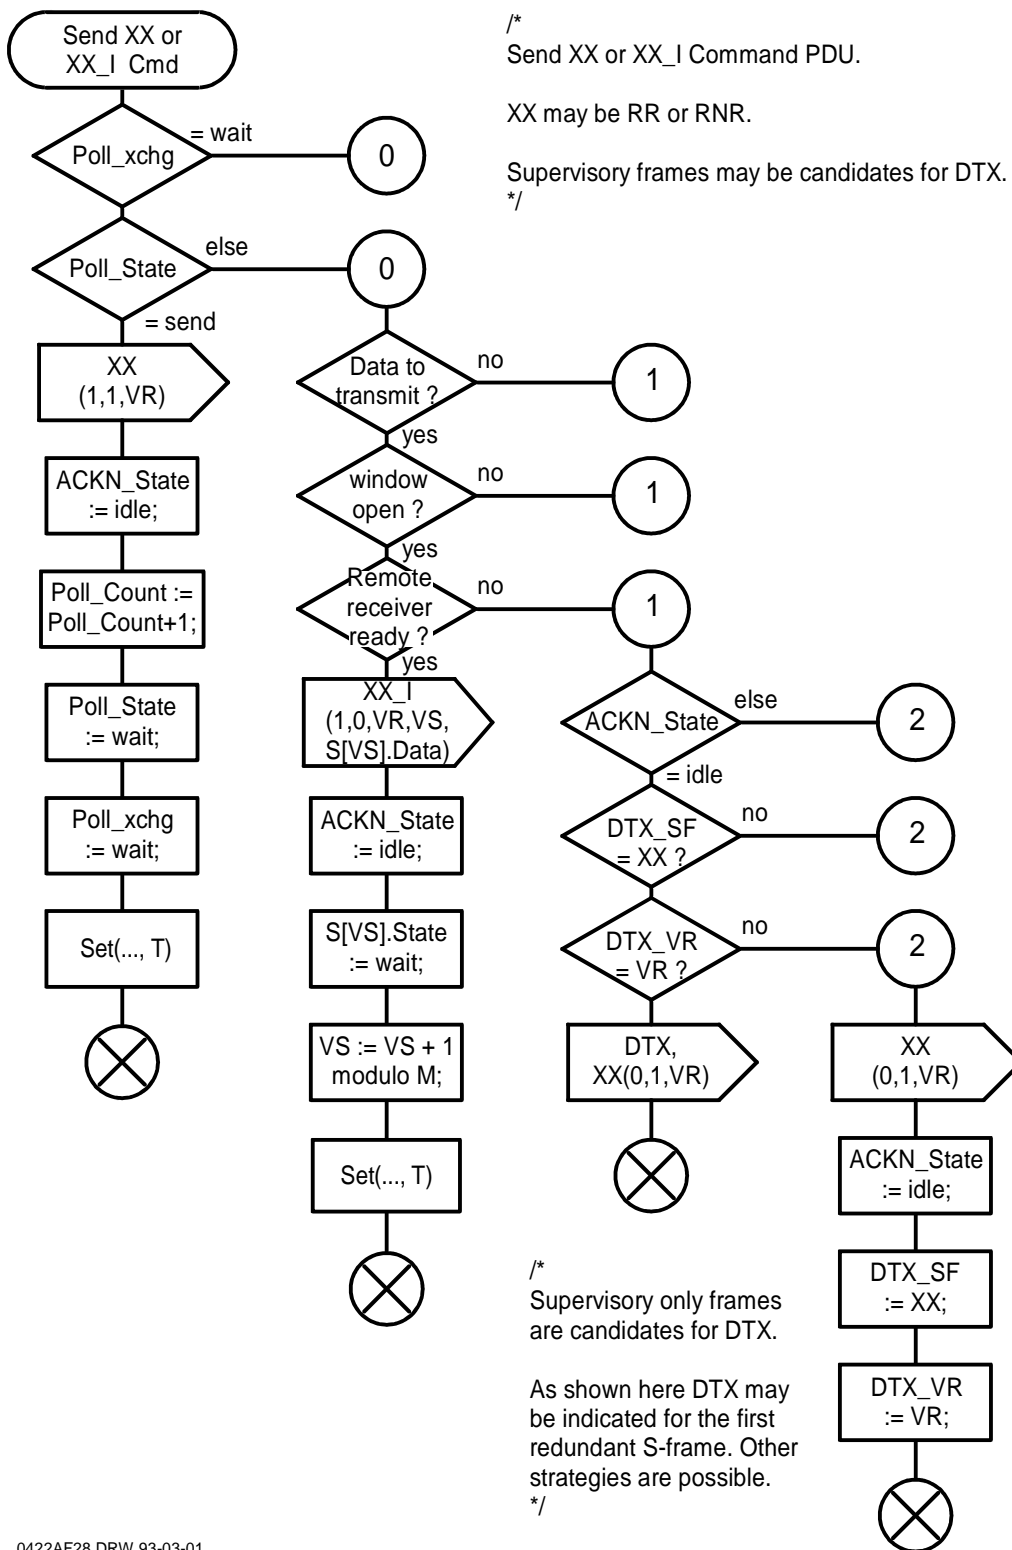 Send XX or
XX_I Cmd
/*
Send XX or XX_I Command PDU.
XX may be RR or RNR.
Supervisory frames may be candidates for DTX.
*/
Poll_xchg
= wait
0
Poll_State
else
0
= send
XX
(1,1,VR)
ACKN_State
:= idle;
Poll_Count :=
Poll_Count+1;
Poll_State
:= wait;
Poll_xchg
:= wait;
Set(..., T)
Data to
transmit ?
no
1
yes
window
open ?
no
1
yes
Remote
receiver
ready ?
no
1
yes
XX_I
(1,0,VR,VS,
S[VS].Data)
ACKN_State
:= idle;
S[VS].State
:= wait;
VS := VS + 1
modulo M;
Set(..., T)
ACKN_State
else
2
= idle
DTX_SF
= XX ?
no
2
DTX_VR
= VR ?
no
2
DTX,
XX(0,1,VR)
XX
(0,1,VR)
ACKN_State
:= idle;
DTX_SF
:= XX;
DTX_VR
:= VR;
/*
Supervisory only frames
are candidates for DTX.
As shown here DTX may
be indicated for the first
redundant S-frame. Other
strategies are possible.
*/
0422AF28.DRW 93-03-01